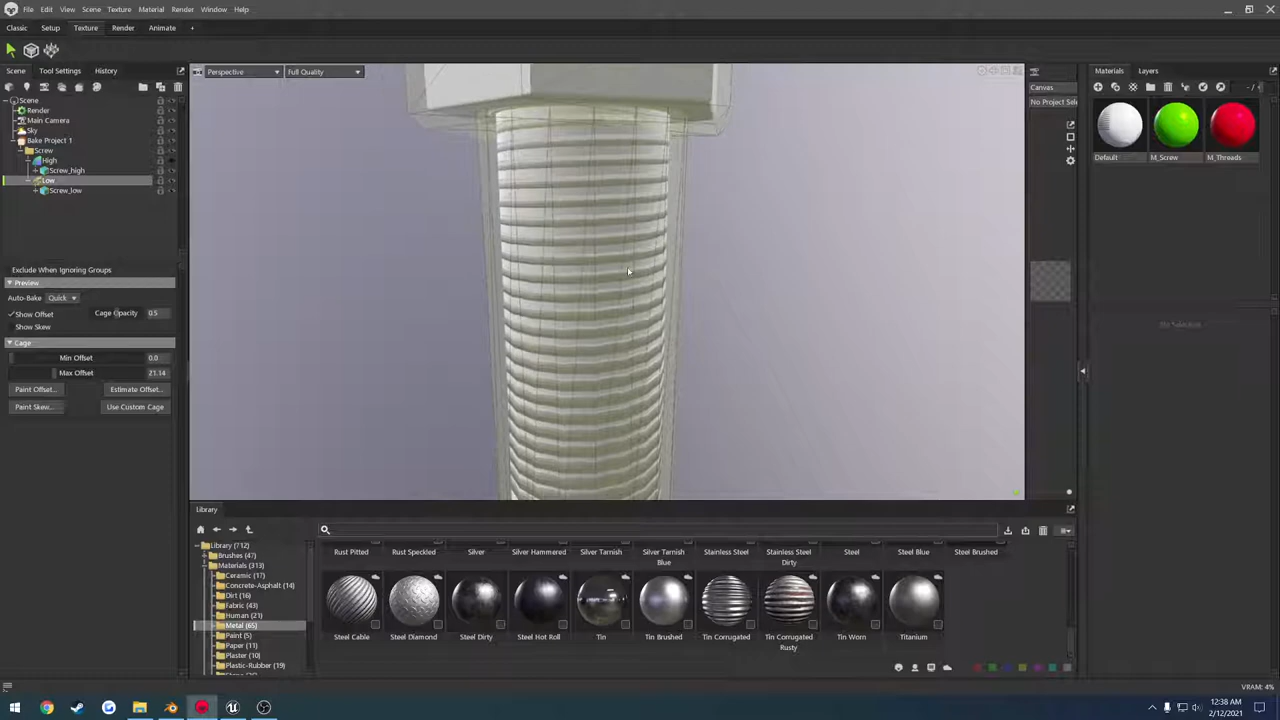 File Edit View Scene Texture Material Render Window Help
Classic Setup Texture Render Animate +
Scene Tool Settings History
Perspective Full Quality
Materials Layers
Scene
Render
Main Camera
Sky
Bake Project 1
Screw
High
Screw_high
Low
Screw_low
Canvas
No Project Sele
- / -
Default M_Screw M_Threads
Exclude When Ignoring Groups
Preview
Auto-Bake Quick
Show Offset Cage Opacity 0.5
Show Skew
Cage
Min Offset 0.0
Max Offset 21.14
Paint Offset... Estimate Offset...
Paint Skew... Use Custom Cage
No Selection
Library
Library (712)
Brushes (47)
Materials (313)
Ceramic (17)
Concrete-Asphalt (14)
Dirt (16)
Fabric (43)
Human (21)
Metal (65)
Paint (5)
Paper (11)
Plaster (10)
Plastic-Rubber (19)
Rust Pitted Rust Speckled Silver Silver Hammered Silver Tarnish Silver Tarnish Blue Stainless Steel Stainless Steel Dirty Steel Steel Blue Steel Brushed
Steel Cable Steel Diamond Steel Dirty Steel Hot Roll Tin Tin Brushed Tin Corrugated Tin Corrugated Rusty Tin Worn Titanium
VRAM: 4%
12:38 AM
2/12/2021